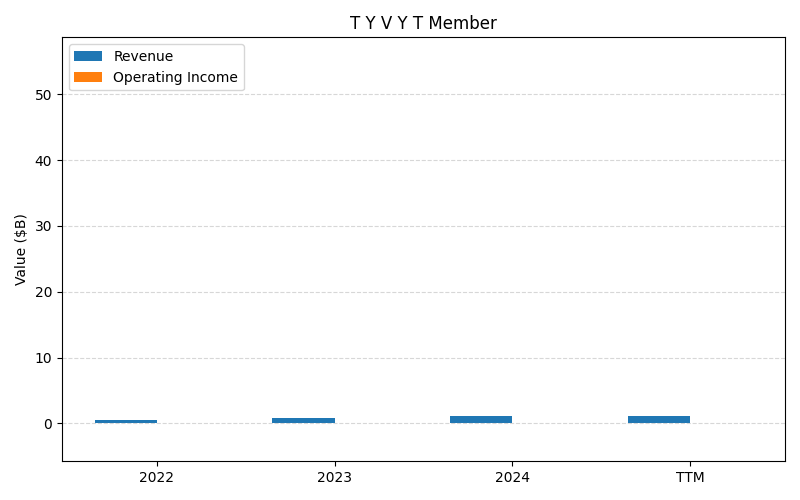 T Y V Y T Member
Revenue
Operating Income
Value ($B)
50
40
30
20
10
0
2022 2023 2024 TTM